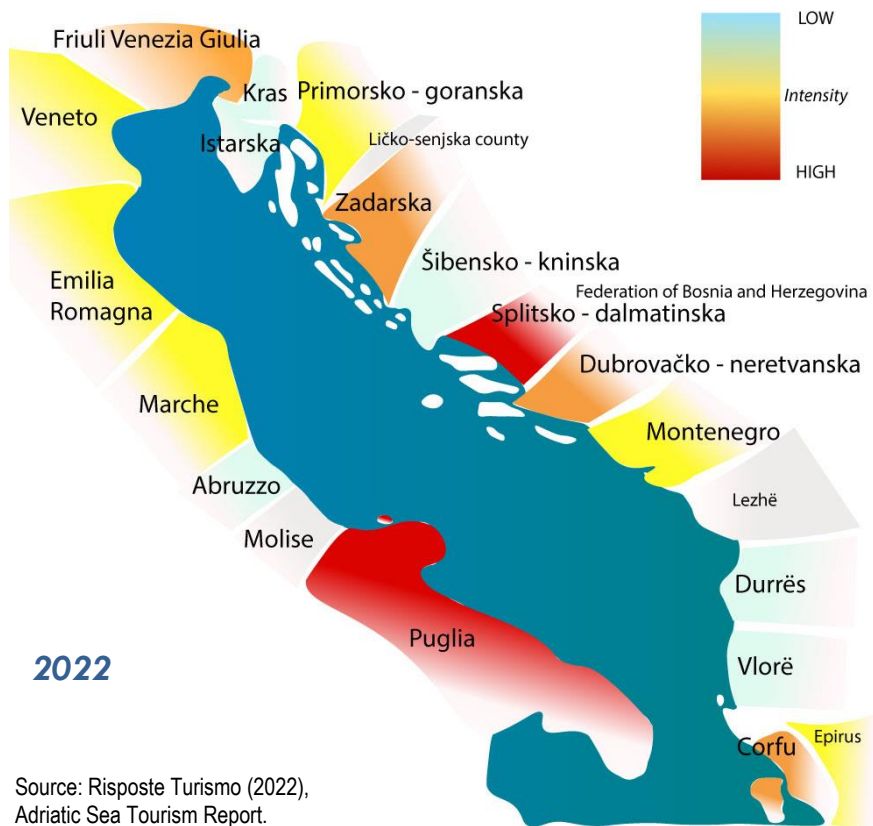 Friuli Venezia Giulia
LOW
Intensity
HIGH
Kras
Primorsko - goranska
Veneto
Istarska
Ličko-senjska county
Zadarska
Šibensko - kninska
Emilia
Romagna
Federation of Bosnia and Herzegovina
Splitsko - dalmatinska
Dubrovačko - neretvanska
Marche
Montenegro
Abruzzo
Lezhë
Molise
Durrës
Puglia
Vlorë
2022
Corfu
Epirus
Source: Risposte Turismo (2022),
Adriatic Sea Tourism Report.